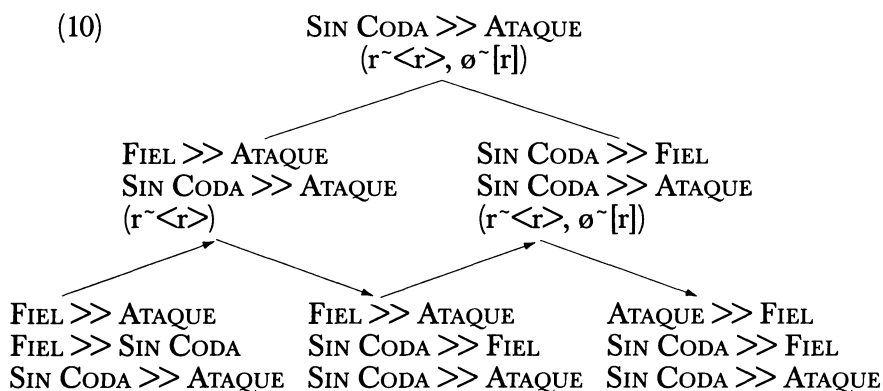 (10) SIN CODA >> ATAQUE
(r~<r>, ø~[r])
FIEL >> ATAQUE SIN CODA >> FIEL
SIN CODA >> ATAQUE SIN CODA >> ATAQUE
(r~<r>) (r~<r>, ø~[r])
FIEL >> ATAQUE FIEL >> ATAQUE ATAQUE >> FIEL
FIEL >> SIN CODA SIN CODA >> FIEL SIN CODA >> FIEL
SIN CODA >> ATAQUE SIN CODA >> ATAQUE SIN CODA >> ATAQUE